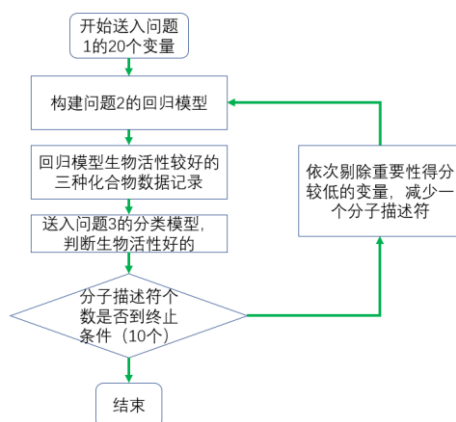 开始送入问题
1的20个变量
构建问题2的回归模型
回归模型生物活性较好的
三种化合物数据记录
送入问题3的分类模型，
判断生物活性好的
分子描述符个
数是否到终止
条件（10个）
结束
依次剔除重要性得分
较低的变量，减少一
个分子描述符